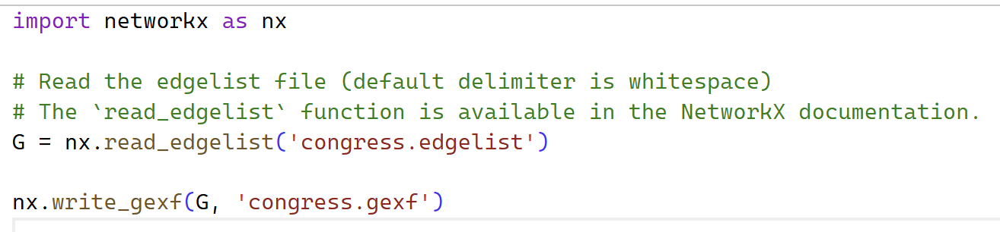 import networkx as nx
# Read the edgelist file (default delimiter is whitespace)
# The `read_edgelist` function is available in the NetworkX documentation.
G = nx.read_edgelist('congress.edgelist')
nx.write_gexf(G, 'congress.gexf')